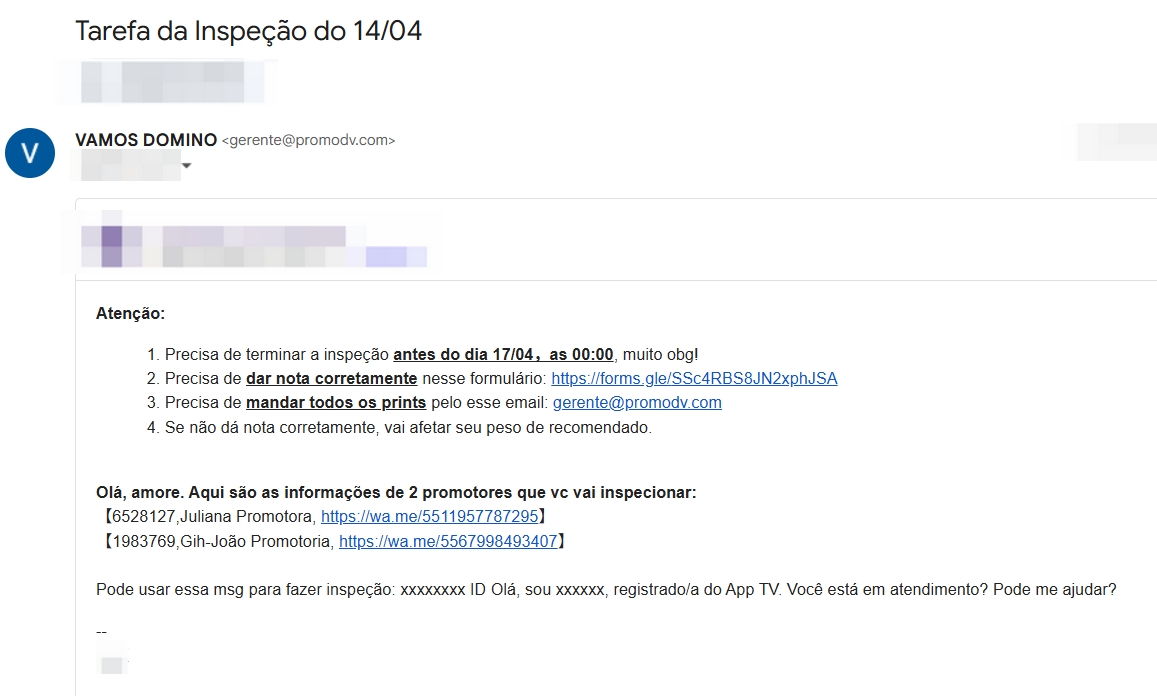 Tarefa da Inspeção do 14/04
V
VAMOS DOMINO <gerente@promodv.com>
Atenção:
1. Precisa de terminar a inspeção antes do dia 17/04，as 00:00, muito obg!
2. Precisa de dar nota corretamente nesse formulário: https://forms.gle/SSc4RBS8JN2xphJSA
3. Precisa de mandar todos os prints pelo esse email: gerente@promodv.com
4. Se não dá nota corretamente, vai afetar seu peso de recomendado.
Olá, amore. Aqui são as informações de 2 promotores que vc vai inspecionar:
【6528127,Juliana Promotora, https://wa.me/5511957787295】
【1983769,Gih-João Promotoria, https://wa.me/5567998493407】
Pode usar essa msg para fazer inspeção: xxxxxxxx ID Olá, sou xxxxxx, registrado/a do App TV. Você está em atendimento? Pode me ajudar?
--